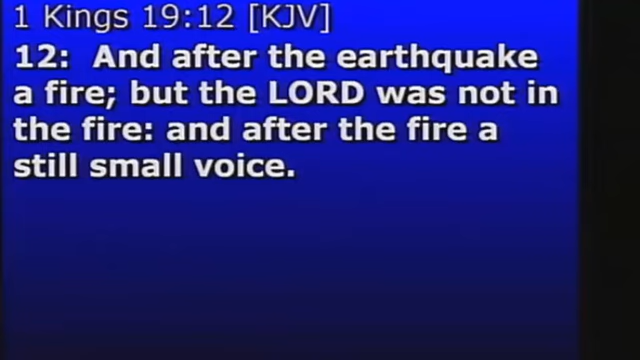 1 Kings 19:12 [KJV]
12: And after the earthquake
a fire; but the LORD was not in
the fire: and after the fire a
still small voice.